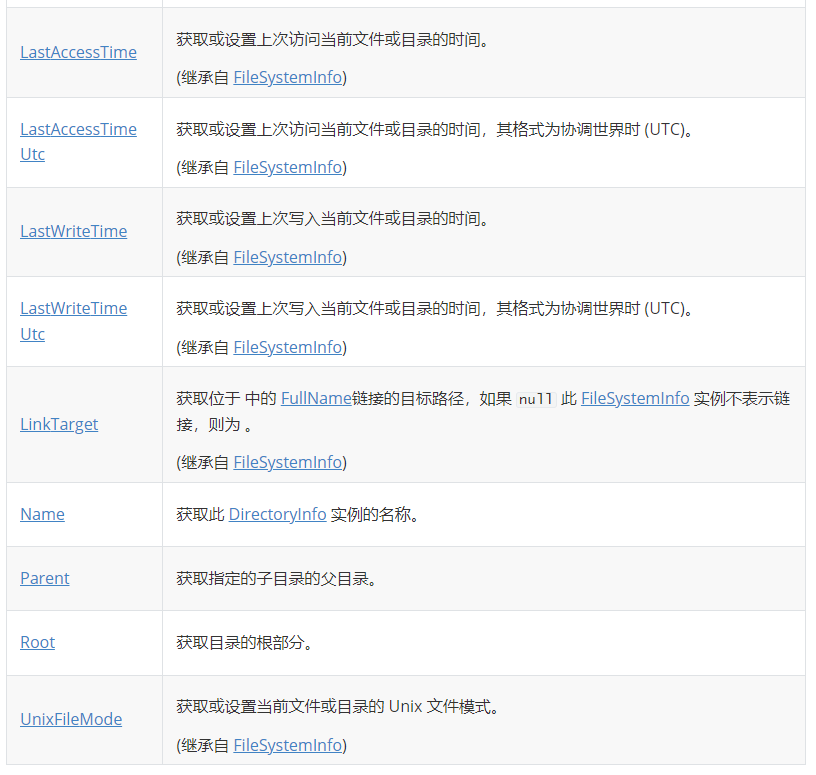 LastAccessTime
获取或设置上次访问当前文件或目录的时间。
(继承自 FileSystemInfo)
LastAccessTime
Utc
获取或设置上次访问当前文件或目录的时间，其格式为协调世界时 (UTC)。
(继承自 FileSystemInfo)
LastWriteTime
获取或设置上次写入当前文件或目录的时间。
(继承自 FileSystemInfo)
LastWriteTime
Utc
获取或设置上次写入当前文件或目录的时间，其格式为协调世界时 (UTC)。
(继承自 FileSystemInfo)
LinkTarget
获取位于 中的 FullName链接的目标路径，如果 null 此 FileSystemInfo 实例不表示链
接，则为 。
(继承自 FileSystemInfo)
Name
获取此 DirectoryInfo 实例的名称。
Parent
获取指定的子目录的父目录。
Root
获取目录的根部分。
UnixFileMode
获取或设置当前文件或目录的 Unix 文件模式。
(继承自 FileSystemInfo)